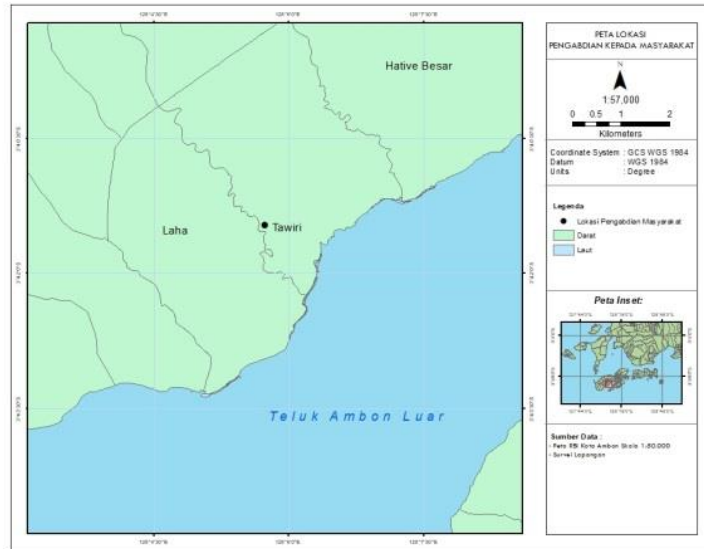 PETA LOKASI
PENGABDIAN KEPADA MASYARAKAT
N
1:57,000
0 0.5 1 2
Kilometers
Coordinate System : GCS WGS 1984
Datum : WGS 1984
Units : Degree
Legenda
Lokasi Pengabdian Masyarakat
Darat
Laut
Peta Inset:
Sumber Data :
- Peta RBI Kota Ambon Skala 1:50.000
- Survei Lapangan
Hative Besar
Tawiri
Laha
Teluk Ambon Luar